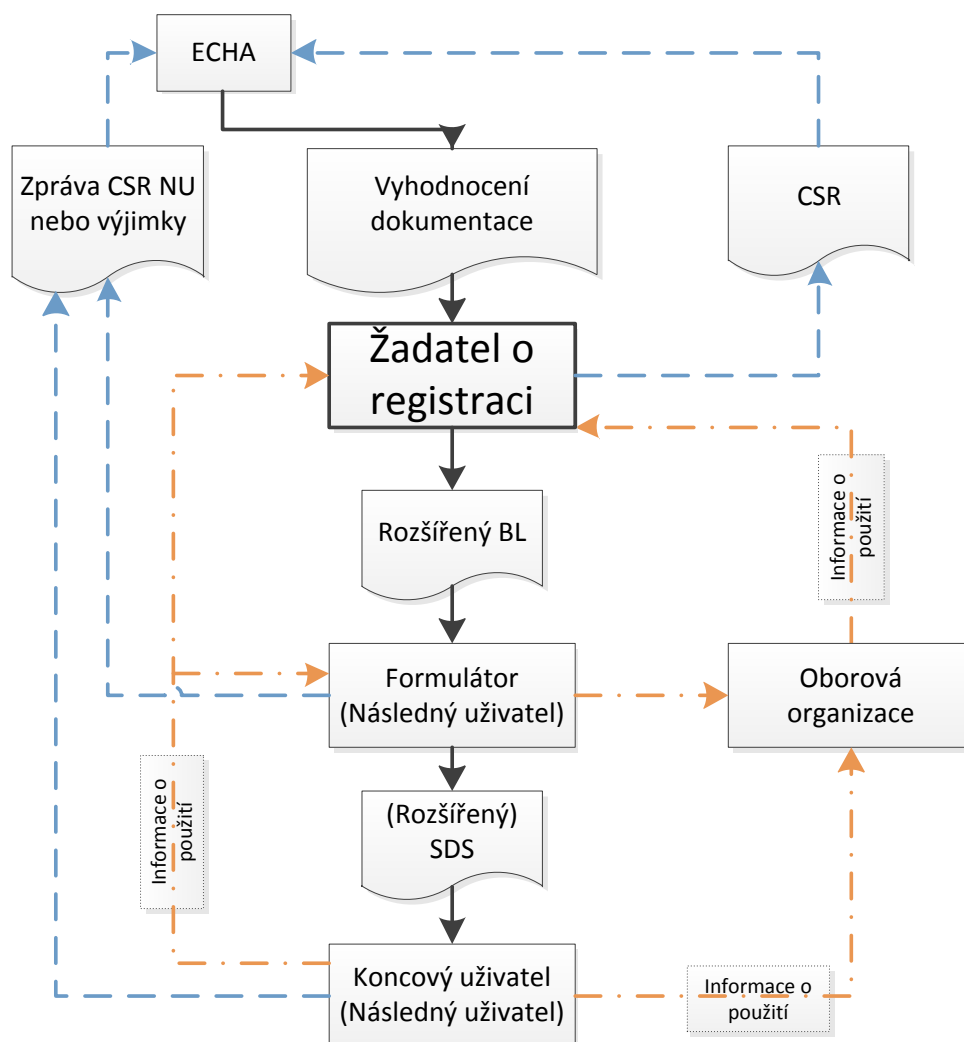 ECHA
Zpráva CSR NU
nebo výjimky
Vyhodnocení
dokumentace
CSR
Žadatel o
registraci
Informace o
použití
Rozšířený BL
Formulátor
(Následný uživatel)
Oborová
organizace
Informace o
použití
(Rozšířený)
SDS
Koncový uživatel
(Následný uživatel)
Informace o
použití